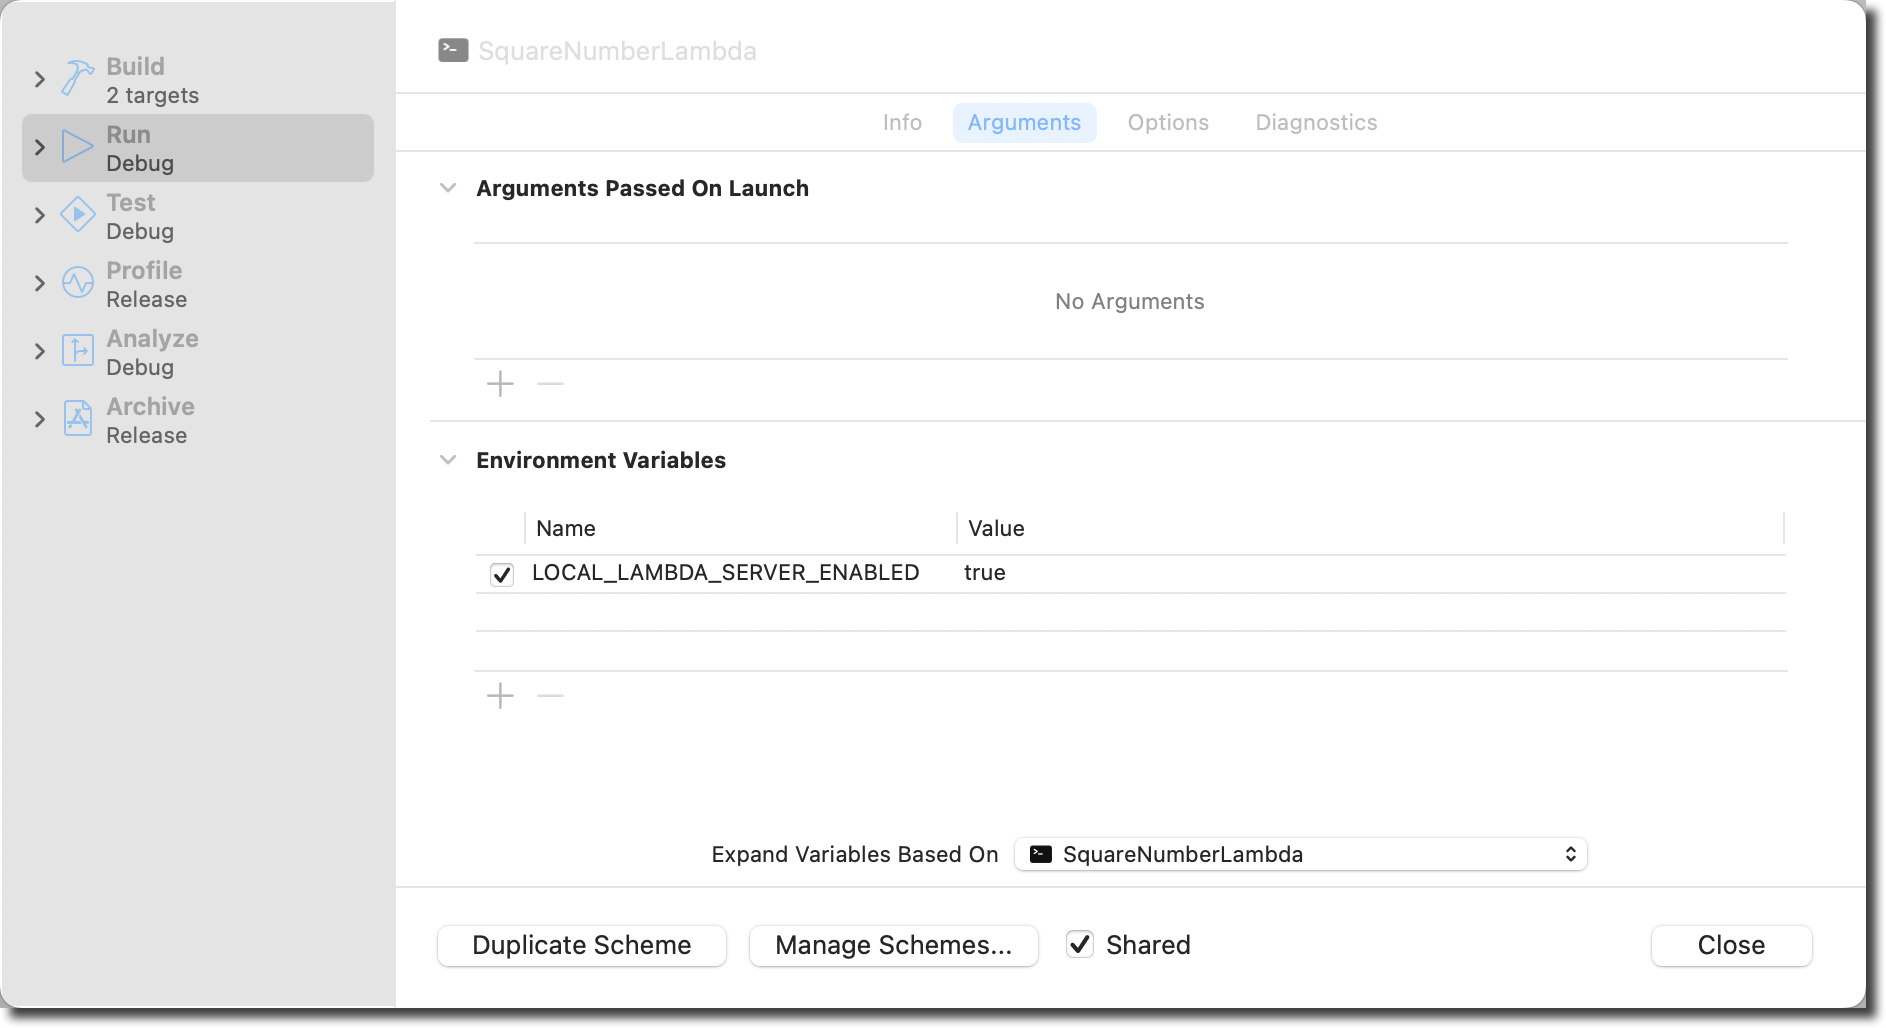 Build
2 targets
Run
Debug
Test
Debug
Profile
Release
Analyze
Debug
Archive
Release
SquareNumberLambda
Info Arguments Options Diagnostics
Arguments Passed On Launch
No Arguments
Environment Variables
Name Value
LOCAL_LAMBDA_SERVER_ENABLED true
Expand Variables Based On SquareNumberLambda
Duplicate Scheme Manage Schemes... Shared Close